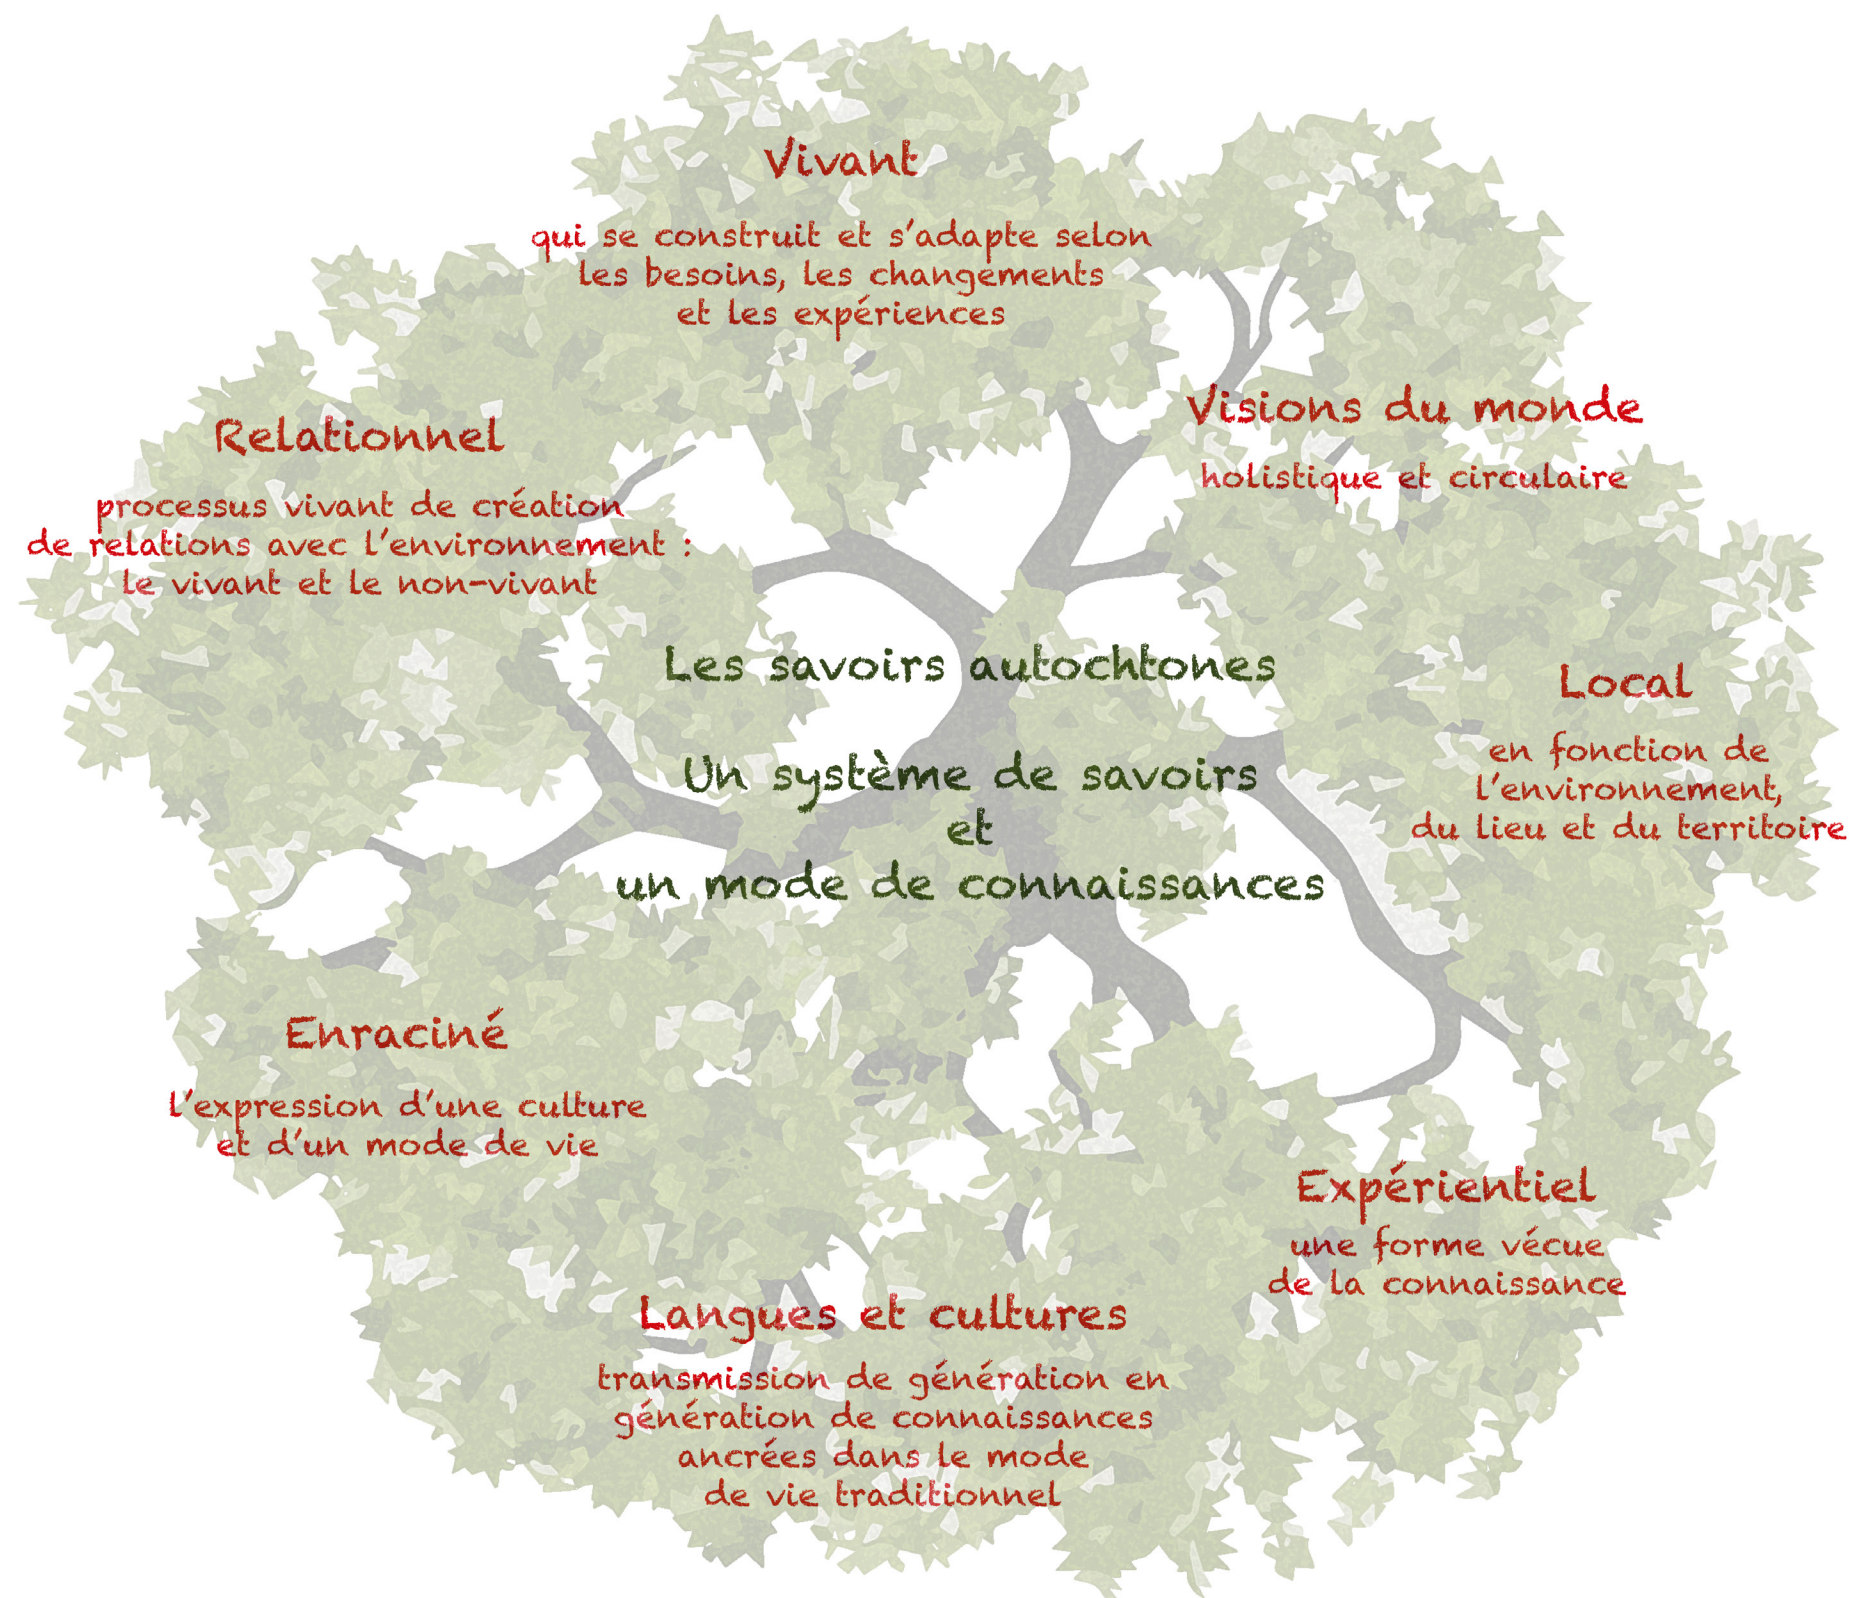 Vivant
qui se construit et s'adapte selon
les besoins, les changements
et les expériences
Visions du monde
holistique et circulaire
Relationnel
processus vivant de création
de relations avec l'environnement :
le vivant et le non-vivant
Les savoirs autochtones
Un système de savoirs
et
un mode de connaissances
Local
en fonction de
l'environnement,
du lieu et du territoire
Enraciné
l'expression d'une culture
et d'un mode de vie
Expérientiel
une forme vécue
de la connaissance
Langues et cultures
transmission de génération en
génération de connaissances
ancrées dans le mode
de vie traditionnel